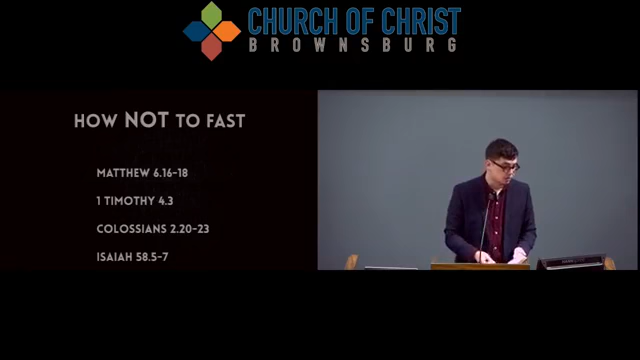 CHURCH OF CHRIST
BROWNSBURG
HOW NOT TO FAST
MATTHEW 6.16-18
1 TIMOTHY 4.3
COLOSSIANS 2.20-23
ISAIAH 58.5-7